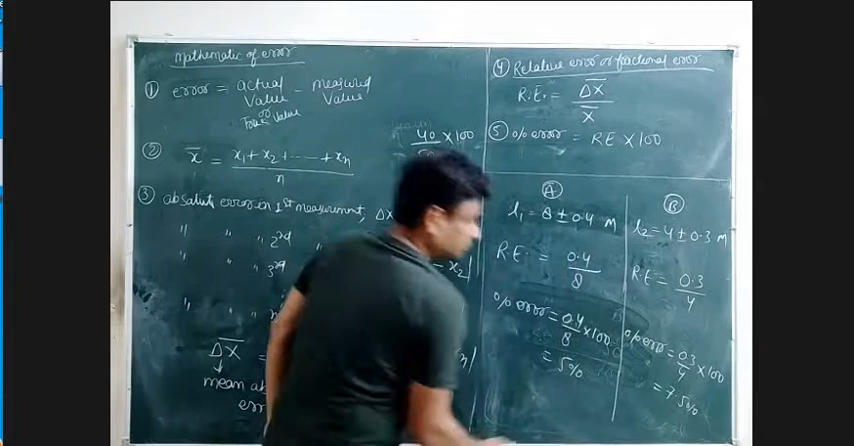 mathematic of error
① error = actual value - measured value
or
True value
② x̄ = x₁ + x₂ + ----- + xₙ / n
40 × 100
③ absolute error in 1st measurement, ΔX
" " " 2nd "
" " " 3rd
= x₂|
" "
ΔX̄ =
↓
mean ab
err
④ Relative error or fractional error
R.E. = ΔX̄ / x̄
⑤ % error = RE × 100
Ⓐ
l₁ = 8 ± 0.4 m
R.E. = 0.4 / 8
% error = 0.4 / 8 × 100
= 5%
Ⓑ
l₂ = 4 ± 0.3 m
R.E = 0.3 / 4
% error = 0.3 / 4 × 100
= 7.5%